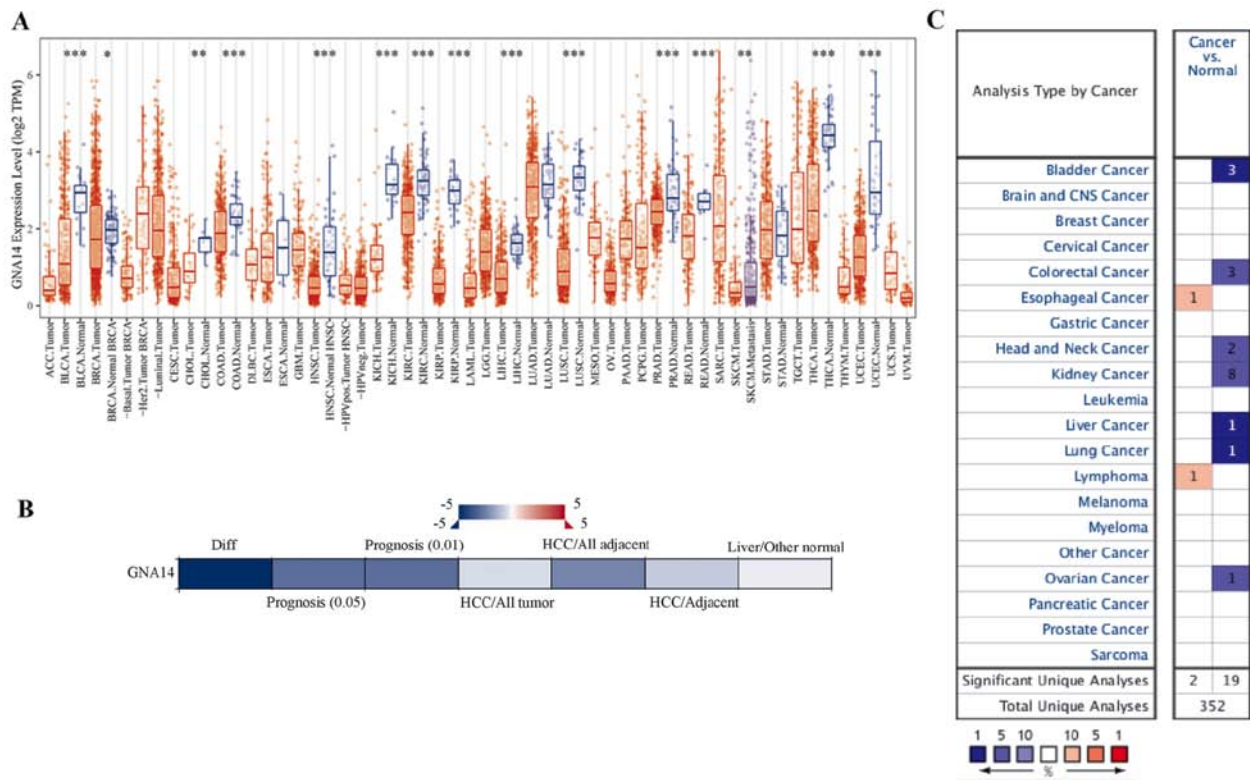 A
GNA14 Expression Level (log2 TPM)
6
4
2
0
*** * ** *** *** *** *** *** *** *** *** *** ** *** ***
ACC.Tumor
BLCA.Tumor
BLCA.Normal
BRCA.Tumor
BRCA.Normal BRCA
-Basal.Tumor BRCA
-Her2.Tumor BRCA
-Luminal.Tumor
CESC.Tumor
CHOL.Tumor
CHOL.Normal
COAD.Tumor
COAD.Normal
DLBC.Tumor
ESCA.Tumor
ESCA.Normal
GBM.Tumor
HNSC.Tumor
HNSC.Normal HNSC
-HPVpos.Tumor HNSC
-HPVneg.Tumor
KICH.Tumor
KICH.Normal
KIRC.Tumor
KIRC.Normal
KIRP.Tumor
KIRP.Normal
LAML.Tumor
LGG.Tumor
LIHC.Tumor
LIHC.Normal
LUAD.Tumor
LUAD.Normal
LUSC.Tumor
LUSC.Normal
MESO.Tumor
OV.Tumor
PAAD.Tumor
PCPG.Tumor
PRAD.Tumor
PRAD.Normal
READ.Tumor
READ.Normal
SARC.Tumor
SKCM.Tumor
SKCM.Metastasis
STAD.Tumor
STAD.Normal
TGCT.Tumor
THCA.Tumor
THCA.Normal
THYM.Tumor
UCEC.Tumor
UCEC.Normal
UCS.Tumor
UVM.Tumor
B
-5 5
-5 5
Diff Prognosis (0.01) HCC/All adjacent Liver/Other normal
GNA14
Prognosis (0.05) HCC/All tumor HCC/Adjacent
C
Analysis Type by Cancer
Cancer
vs.
Normal
Bladder Cancer 3
Brain and CNS Cancer
Breast Cancer
Cervical Cancer
Colorectal Cancer 3
Esophageal Cancer 1
Gastric Cancer
Head and Neck Cancer 2
Kidney Cancer 8
Leukemia
Liver Cancer 1
Lung Cancer 1
Lymphoma 1
Melanoma
Myeloma
Other Cancer
Ovarian Cancer 1
Pancreatic Cancer
Prostate Cancer
Sarcoma
Significant Unique Analyses 2 19
Total Unique Analyses 352
1 5 10 10 5 1
%